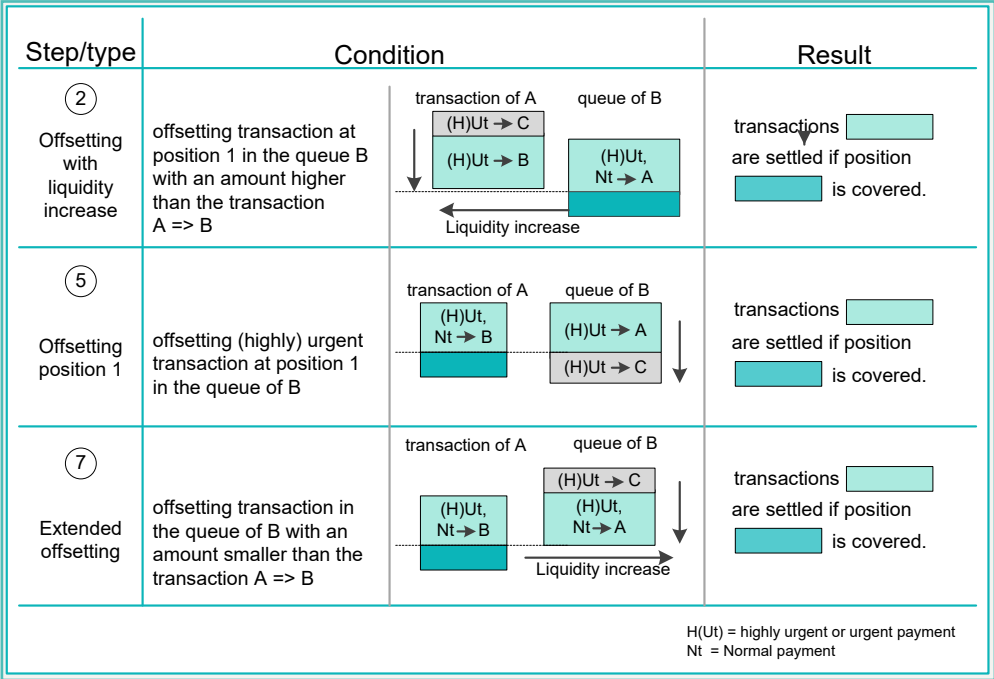 Step/type
Condition
Result
2
Offsetting
with
liquidity
increase
offsetting transaction at
position 1 in the queue B
with an amount higher
than the transaction
A => B
transaction of A
queue of B
(H)Ut → C
(H)Ut → B
(H)Ut,
Nt → A
Liquidity increase
transactions
are settled if position
is covered.
5
Offsetting
position 1
offsetting (highly) urgent
transaction at position 1
in the queue of B
transaction of A
queue of B
(H)Ut,
Nt → B
(H)Ut → A
(H)Ut → C
transactions
are settled if position
is covered.
7
Extended
offsetting
offsetting transaction in
the queue of B with an
amount smaller than the
transaction A => B
transaction of A
queue of B
(H)Ut → C
(H)Ut,
Nt → B
(H)Ut,
Nt → A
Liquidity increase
transactions
are settled if position
is covered.
H(Ut) = highly urgent or urgent payment
Nt = Normal payment